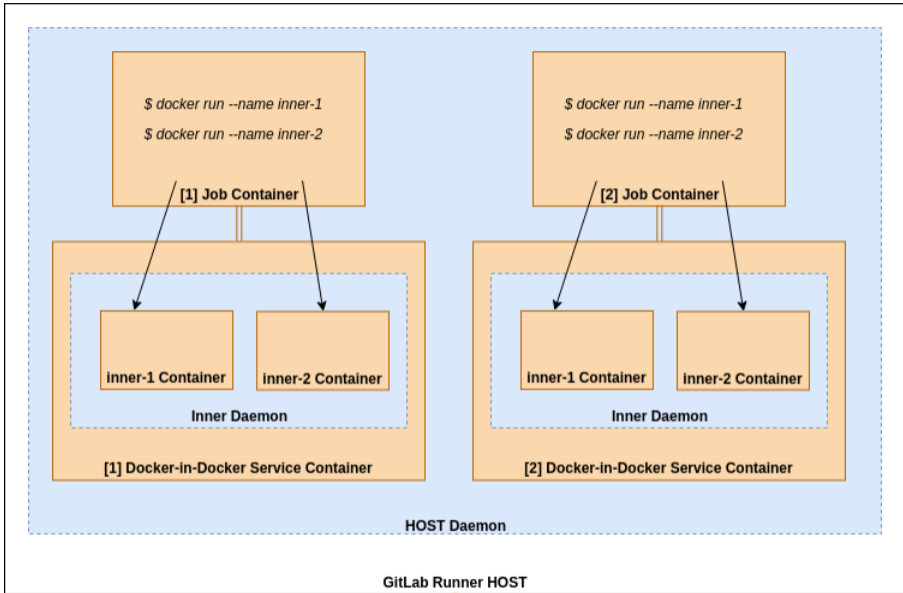 $ docker run --name inner-1
$ docker run --name inner-2
[1] Job Container
inner-1 Container
inner-2 Container
Inner Daemon
[1] Docker-in-Docker Service Container
$ docker run --name inner-1
$ docker run --name inner-2
[2] Job Container
inner-1 Container
inner-2 Container
Inner Daemon
[2] Docker-in-Docker Service Container
HOST Daemon
GitLab Runner HOST